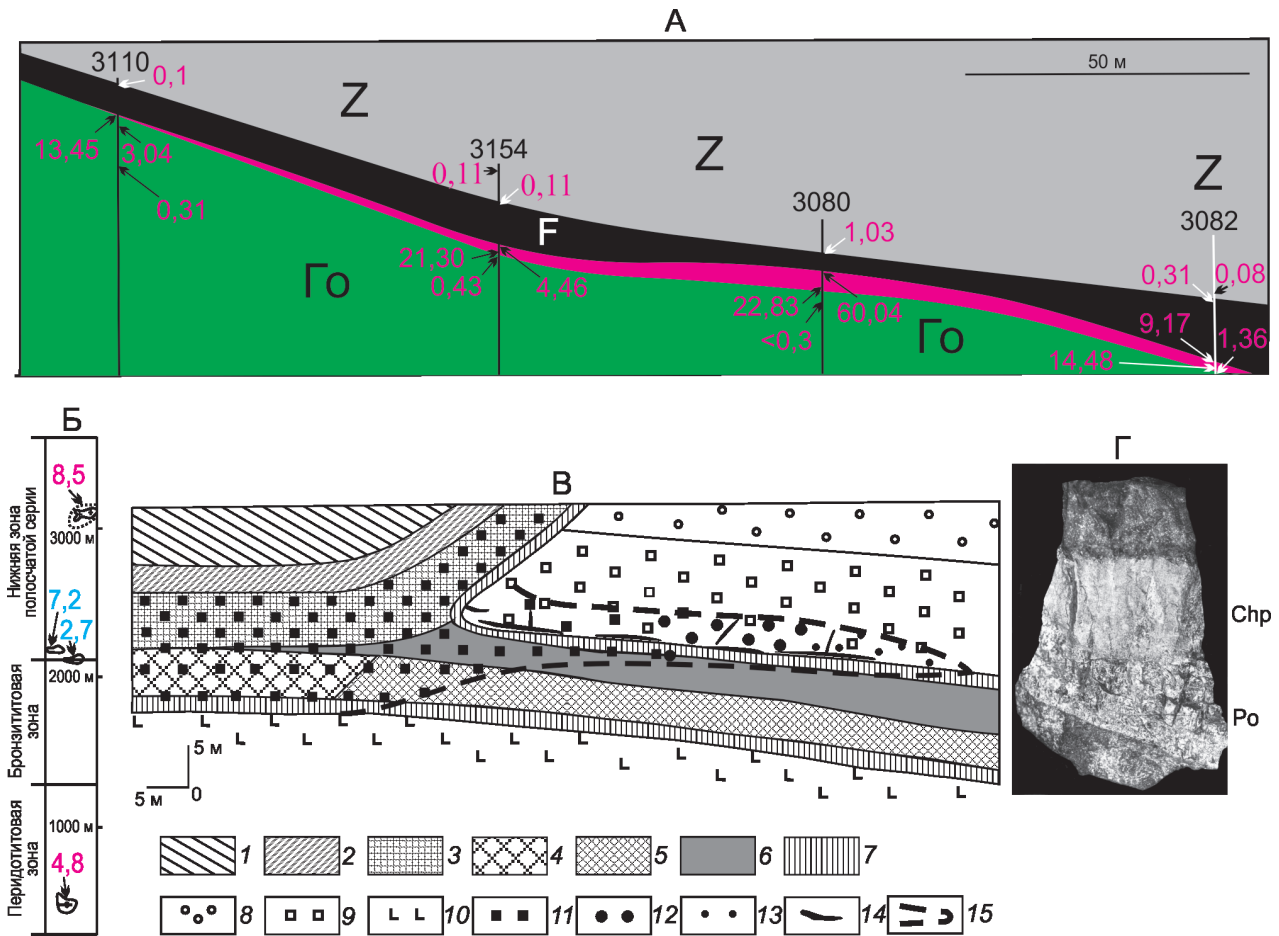 А
50 м
3110
0,1
Z
Z
Z
3154
0,11
0,11
3080
1,03
3082
0,31
0,08
13,45
3,04
0,31
F
21,30
0,43
4,46
22,83
60,04
<0,3
9,17
1,36
14,48
Го
Го
Б
8,5
3000 м
7,2
2,7
2000 м
1000 м
4,8
Нижняя зона
полосчатой серии
Бронзититовая
зона
Перидотитовая
зона
В
5 м
5 м
0
Г
Chp
Po
1
2
3
4
5
6
7
8
9
10
11
12
13
14
15